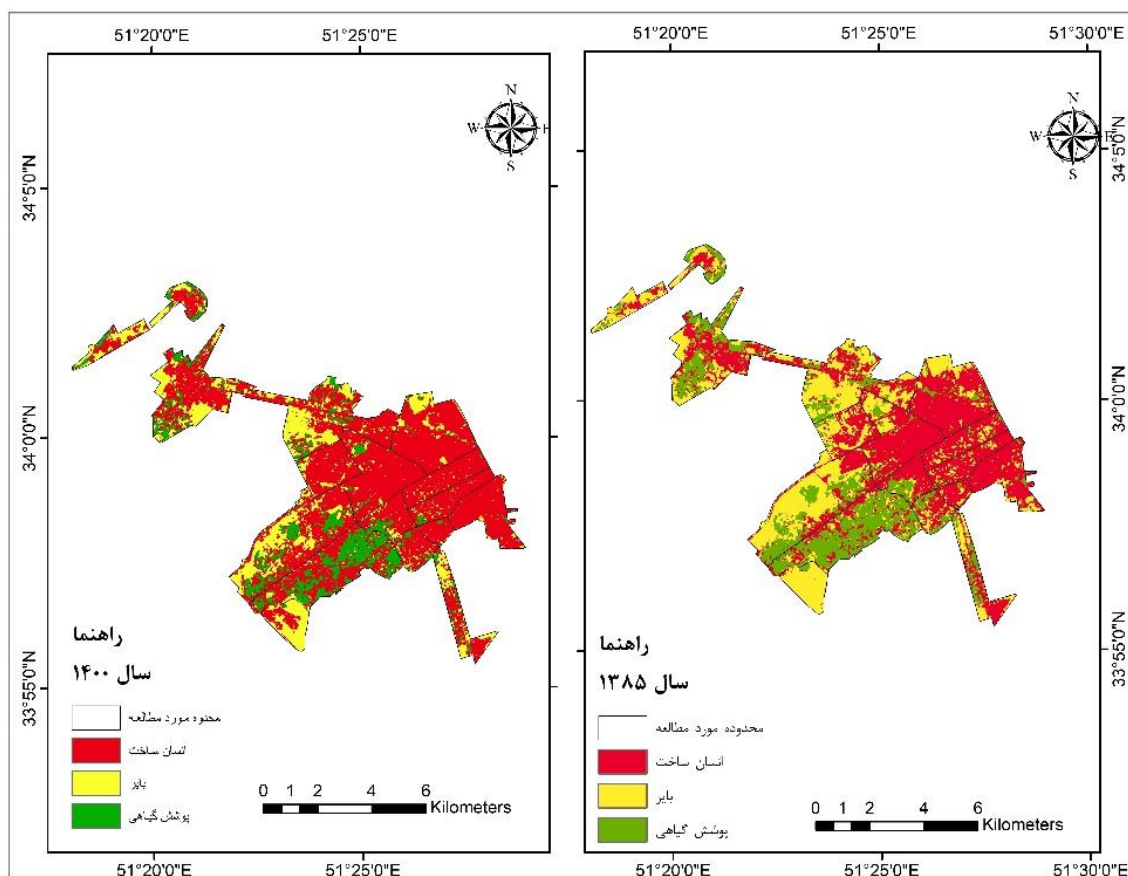 51°20'0"E 51°25'0"E
34°5'0"N
34°0'0"N
33°55'0"N
N
W
E
S
راهنما
سال ۱۴۰۰
محدوه مورد مطالعه
انسان ساخت
بایر
پوشش گیاهی
0 1 2 4 6
Kilometers
51°20'0"E 51°25'0"E
51°20'0"E 51°25'0"E 51°30'0"E
34°5'0"N
34°0'0"N
33°55'0"N
N
W
E
S
راهنما
سال ۱۳۸۵
محدوده مورد مطالعه
انسان ساخت
بایر
پوشش گیاهی
0 1 2 4 6
Kilometers
51°20'0"E 51°25'0"E 51°30'0"E